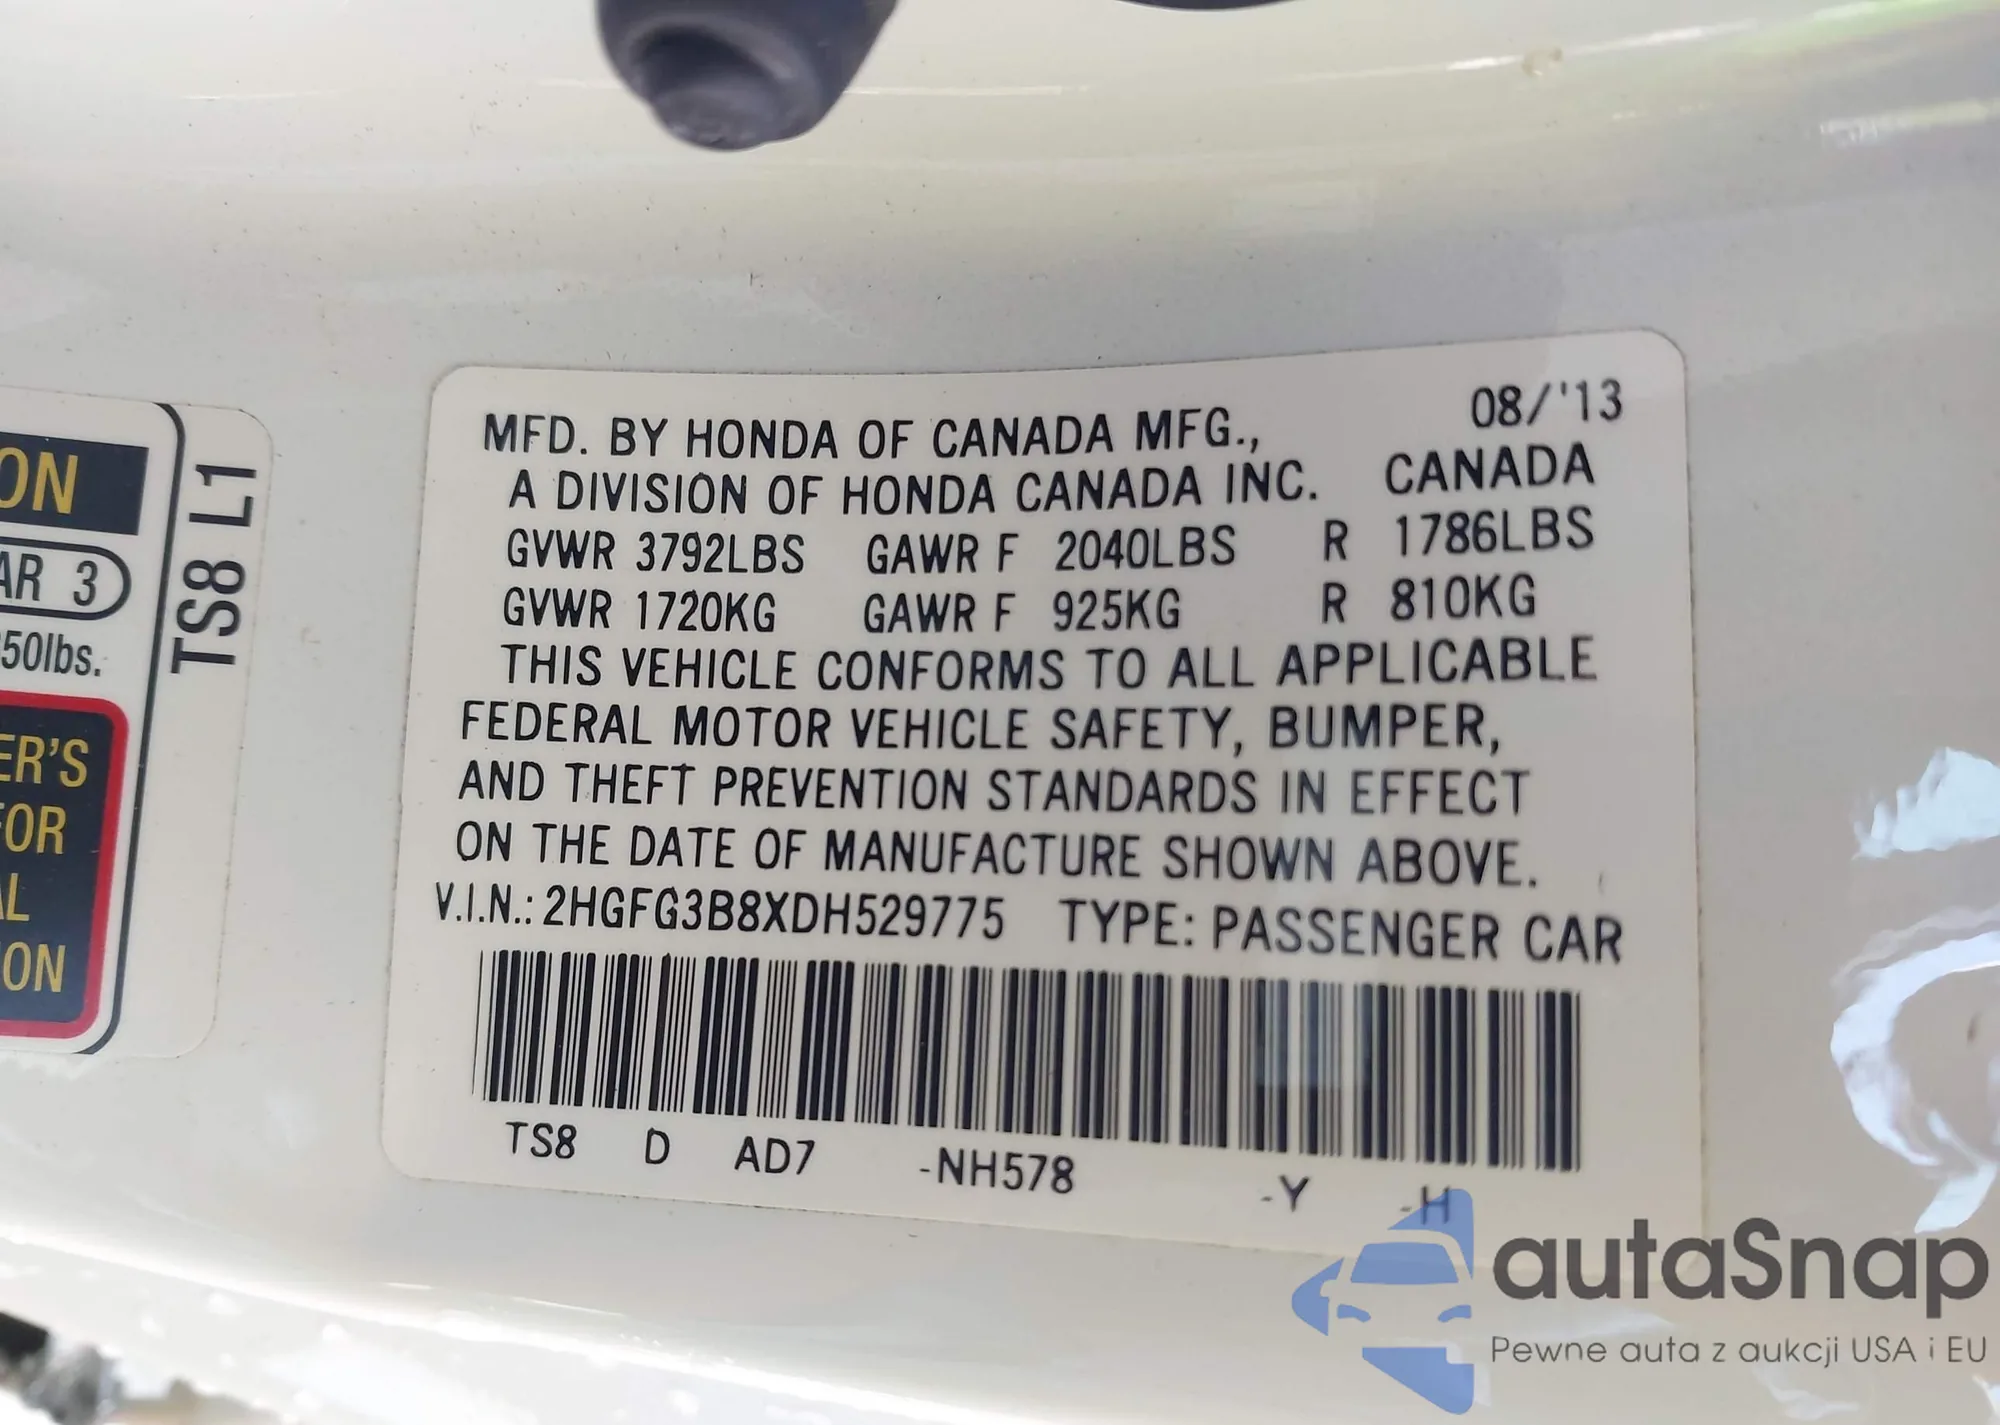 08/'13
MFD. BY HONDA OF CANADA MFG.,
A DIVISION OF HONDA CANADA INC. CANADA
GVWR 3792LBS GAWR F 2040LBS R 1786LBS
GVWR 1720KG GAWR F 925KG R 810KG
THIS VEHICLE CONFORMS TO ALL APPLICABLE
FEDERAL MOTOR VEHICLE SAFETY, BUMPER,
AND THEFT PREVENTION STANDARDS IN EFFECT
ON THE DATE OF MANUFACTURE SHOWN ABOVE.
V.I.N.: 2HGFG3B8XDH529775 TYPE: PASSENGER CAR
TS8 D AD7 -NH578 -Y -H
ON
AR 3
50lbs.
ER'S
FOR
AL
ION
TS8 L1
autaSnap
Pewne auta z aukcji USA i EU